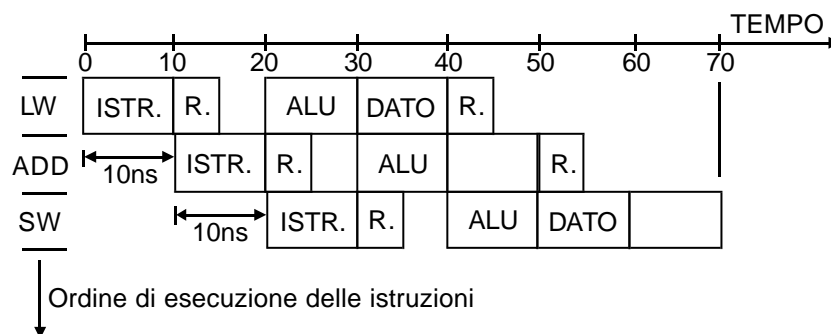 TEMPO
0 10 20 30 40 50 60 70
LW ISTR. R. ALU DATO R.
ADD 10ns ISTR. R. ALU R.
SW 10ns ISTR. R. ALU DATO
Ordine di esecuzione delle istruzioni